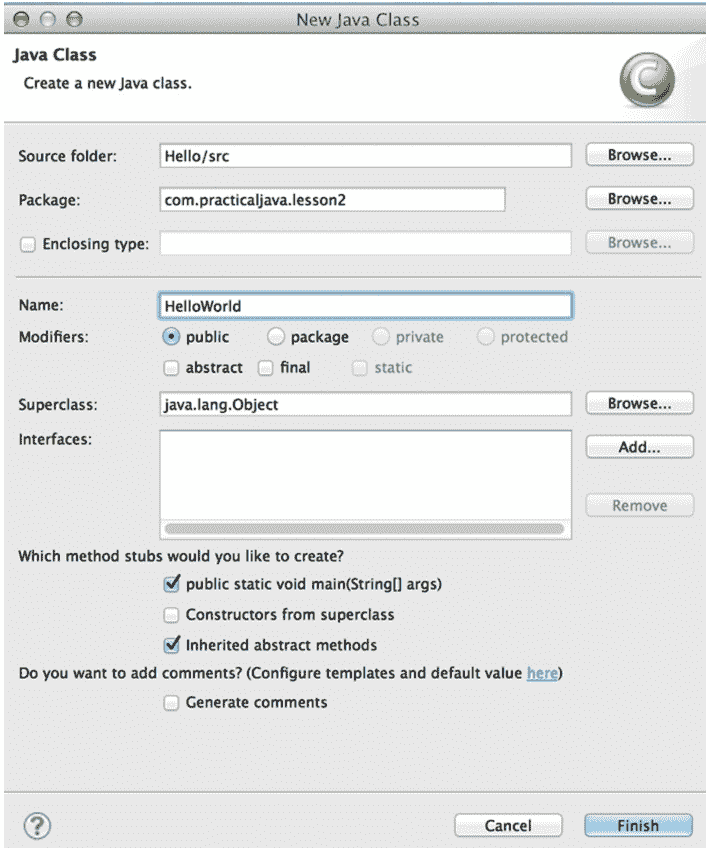 New Java Class
Java Class
Create a new Java class.
C
Source folder: Hello/src Browse...
Package: com.practicaljava.lesson2 Browse...
Enclosing type: Browse...
Name: HelloWorld
Modifiers: public package private protected
abstract final static
Superclass: java.lang.Object Browse...
Interfaces: Add...
Remove
Which method stubs would you like to create?
public static void main(String[] args)
Constructors from superclass
Inherited abstract methods
Do you want to add comments? (Configure templates and default value here)
Generate comments
? Cancel Finish